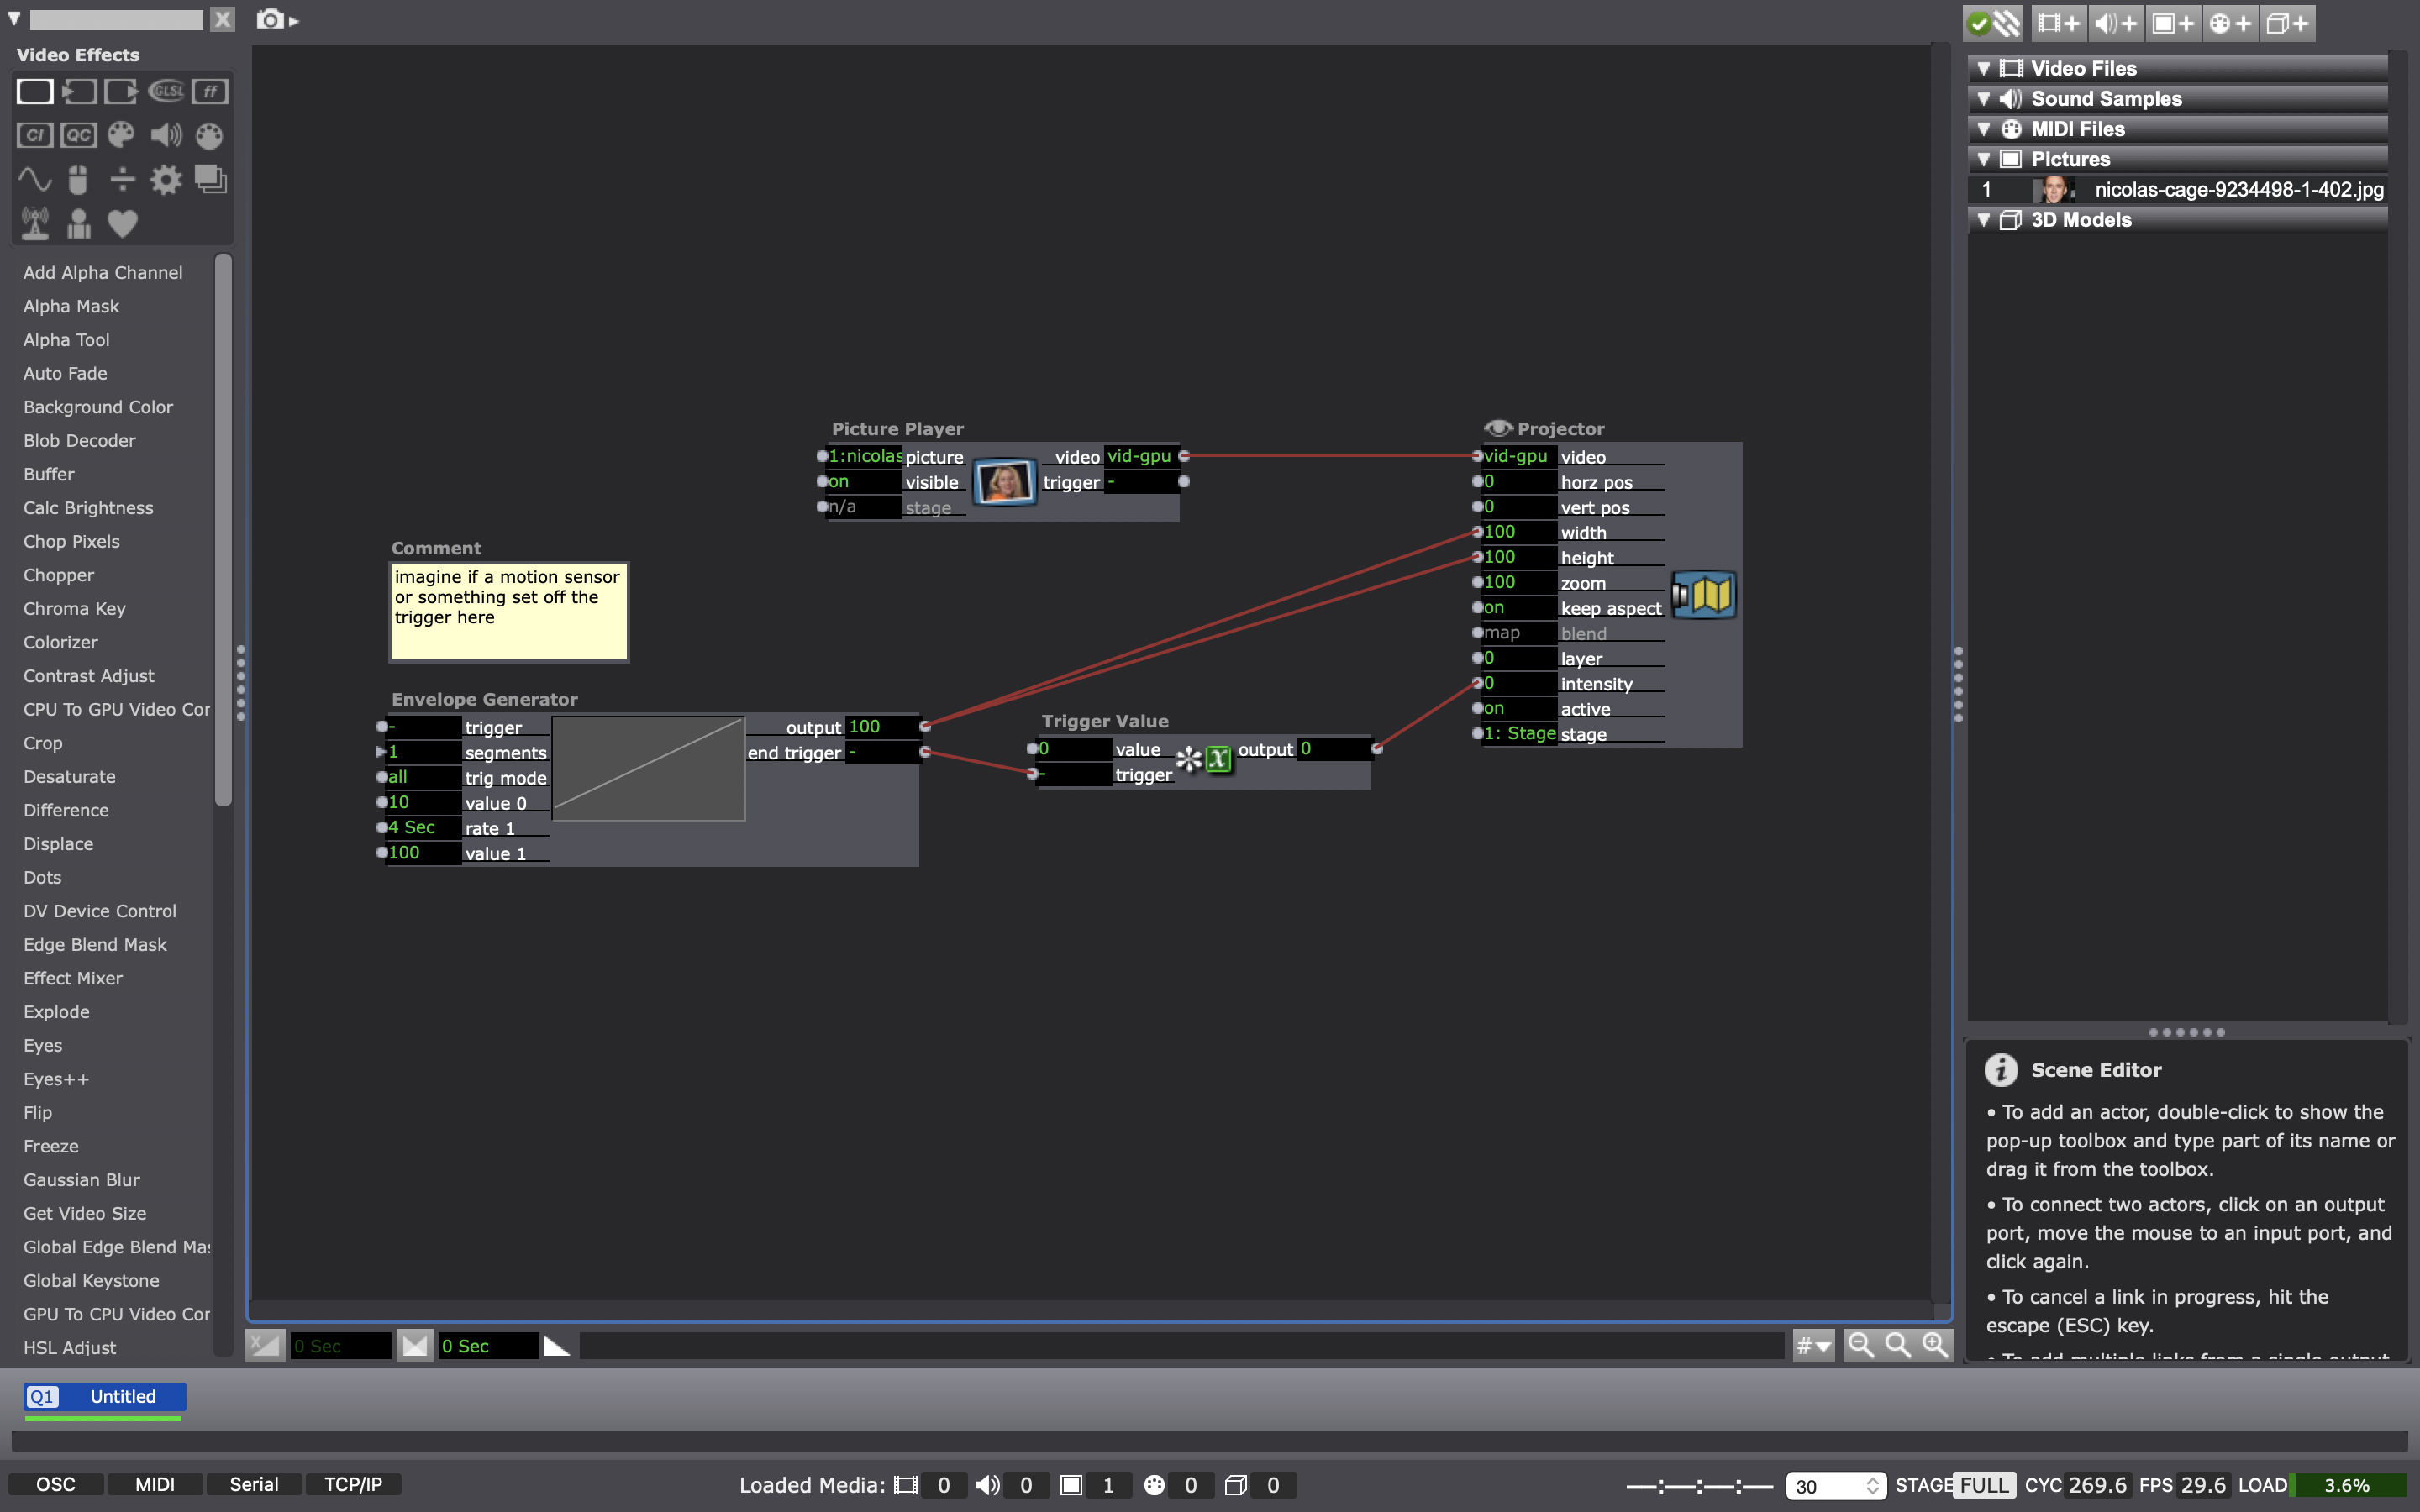 X
Video Effects
GLSL
ff
CI
QC
Add Alpha Channel
Alpha Mask
Alpha Tool
Auto Fade
Background Color
Blob Decoder
Buffer
Calc Brightness
Chop Pixels
Chopper
Chroma Key
Colorizer
Contrast Adjust
CPU To GPU Video Cor
Crop
Desaturate
Difference
Displace
Dots
DV Device Control
Edge Blend Mask
Effect Mixer
Explode
Eyes
Eyes++
Flip
Freeze
Gaussian Blur
Get Video Size
Global Edge Blend Mas
Global Keystone
GPU To CPU Video Cor
HSL Adjust
Picture Player
1:nicolas picture video vid-gpu
on visible trigger -
n/a stage
Comment
imagine if a motion sensor
or something set off the
trigger here
Envelope Generator
- trigger output 100
1 segments end trigger -
all trig mode
10 value 0
4 Sec rate 1
100 value 1
Trigger Value
0 value output 0
- trigger
X
Projector
vid-gpu video
0 horz pos
0 vert pos
100 width
100 height
100 zoom
on keep aspect
map blend
0 layer
0 intensity
on active
1: Stage stage
Video Files
Sound Samples
MIDI Files
Pictures
1 nicolas-cage-9234498-1-402.jpg
3D Models
i Scene Editor
• To add an actor, double-click to show the
pop-up toolbox and type part of its name or
drag it from the toolbox.
• To connect two actors, click on an output
port, move the mouse to an input port, and
click again.
• To cancel a link in progress, hit the
escape (ESC) key.
• To add multiple links from a single output
X 0 Sec 0 Sec #
Q1 Untitled
OSC MIDI Serial TCP/IP Loaded Media: 0 0 1 0 0 30 STAGE FULL CYC 269.6 FPS 29.6 LOAD 3.6%